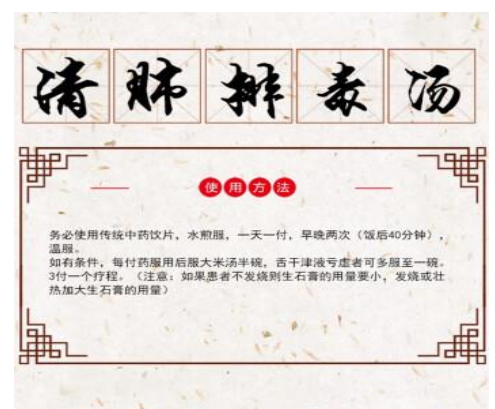 清肺排毒汤
使用方法
务必使用传统中药饮片，水煎服，一天一付，早晚两次（饭后40分钟），
温服。
如有条件，每付药服用后服大米汤半碗，舌干津液亏虚者可多服至一碗。
3付一个疗程。（注意：如果患者不发烧则生石膏的用量要小，发烧或壮
热加大生石膏的用量）